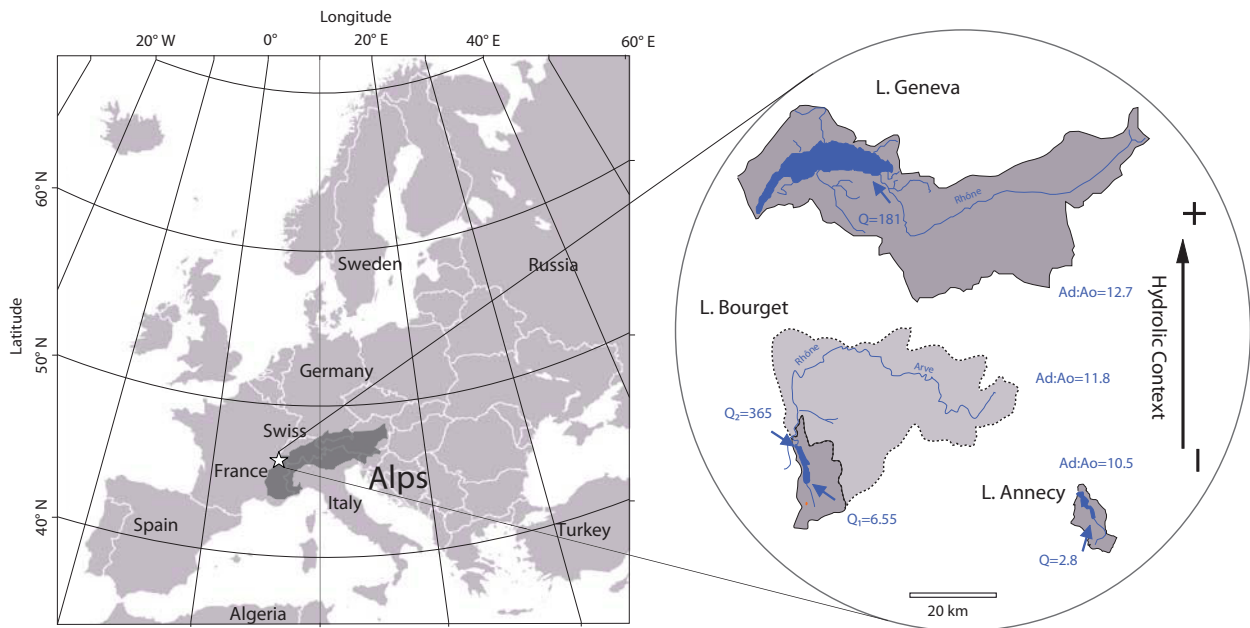 Longitude
20° W
0°
20° E
40° E
60° E
Latitude
60° N
50° N
40° N
Sweden
Russia
Germany
Swiss
France
Alps
Italy
Spain
Turkey
Algeria
L. Geneva
Rhône
Q=181
Ad:Ao=12.7
L. Bourget
Rhône
Arve
Ad:Ao=11.8
Q₂=365
Q₁=6.55
Ad:Ao=10.5
L. Annecy
Q=2.8
20 km
+
Hydrolic Context
–